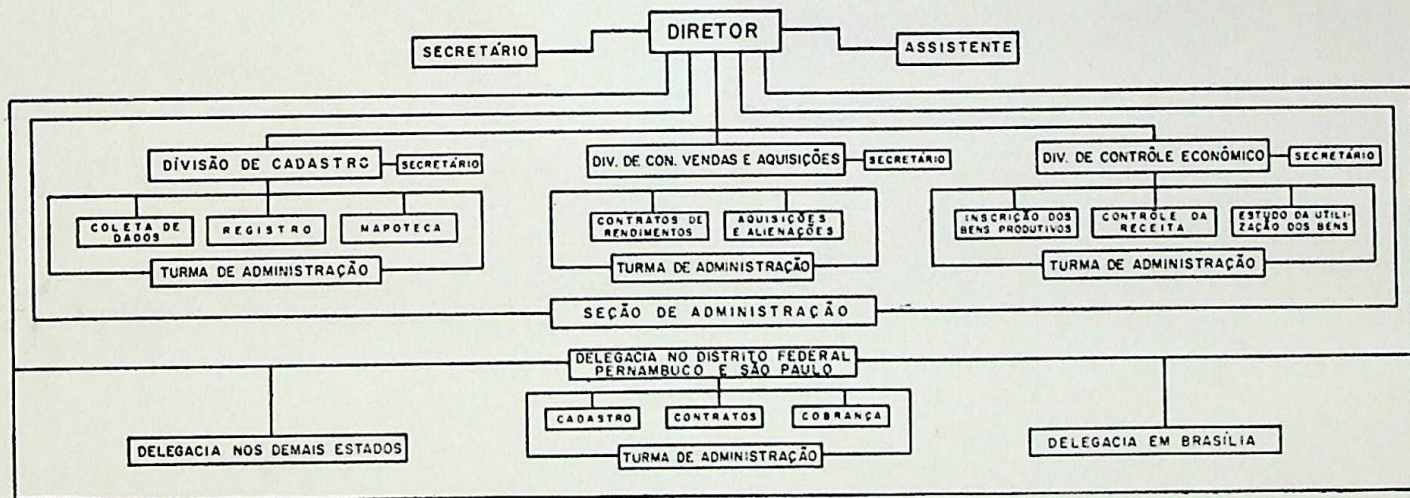 DIRETOR
SECRETÁRIO
ASSISTENTE
DIVISÃO DE CADASTRO
SECRETÁRIO
DIV. DE CON. VENDAS E AQUISIÇÕES
SECRETÁRIO
DIV. DE CONTRÔLE ECONÔMICO
SECRETÁRIO
COLETA DE
DADOS
REGISTRO
MAPOTECA
CONTRATOS DE
RENDIMENTOS
AQUISIÇÕES
E ALIENAÇÕES
INSCRIÇÃO DOS
BENS PRODUTIVOS
CONTRÔLE DA
RECEITA
ESTUDO DA UTILI-
ZAÇÃO DOS BENS
TURMA DE ADMINISTRAÇÃO
TURMA DE ADMINISTRAÇÃO
TURMA DE ADMINISTRAÇÃO
SEÇÃO DE ADMINISTRAÇÃO
DELEGACIA NO DISTRITO FEDERAL
PERNAMBUCO E SÃO PAULO
CADASTRO
CONTRATOS
COBRANÇA
DELEGACIA NOS DEMAIS ESTADOS
TURMA DE ADMINISTRAÇÃO
DELEGACIA EM BRASÍLIA